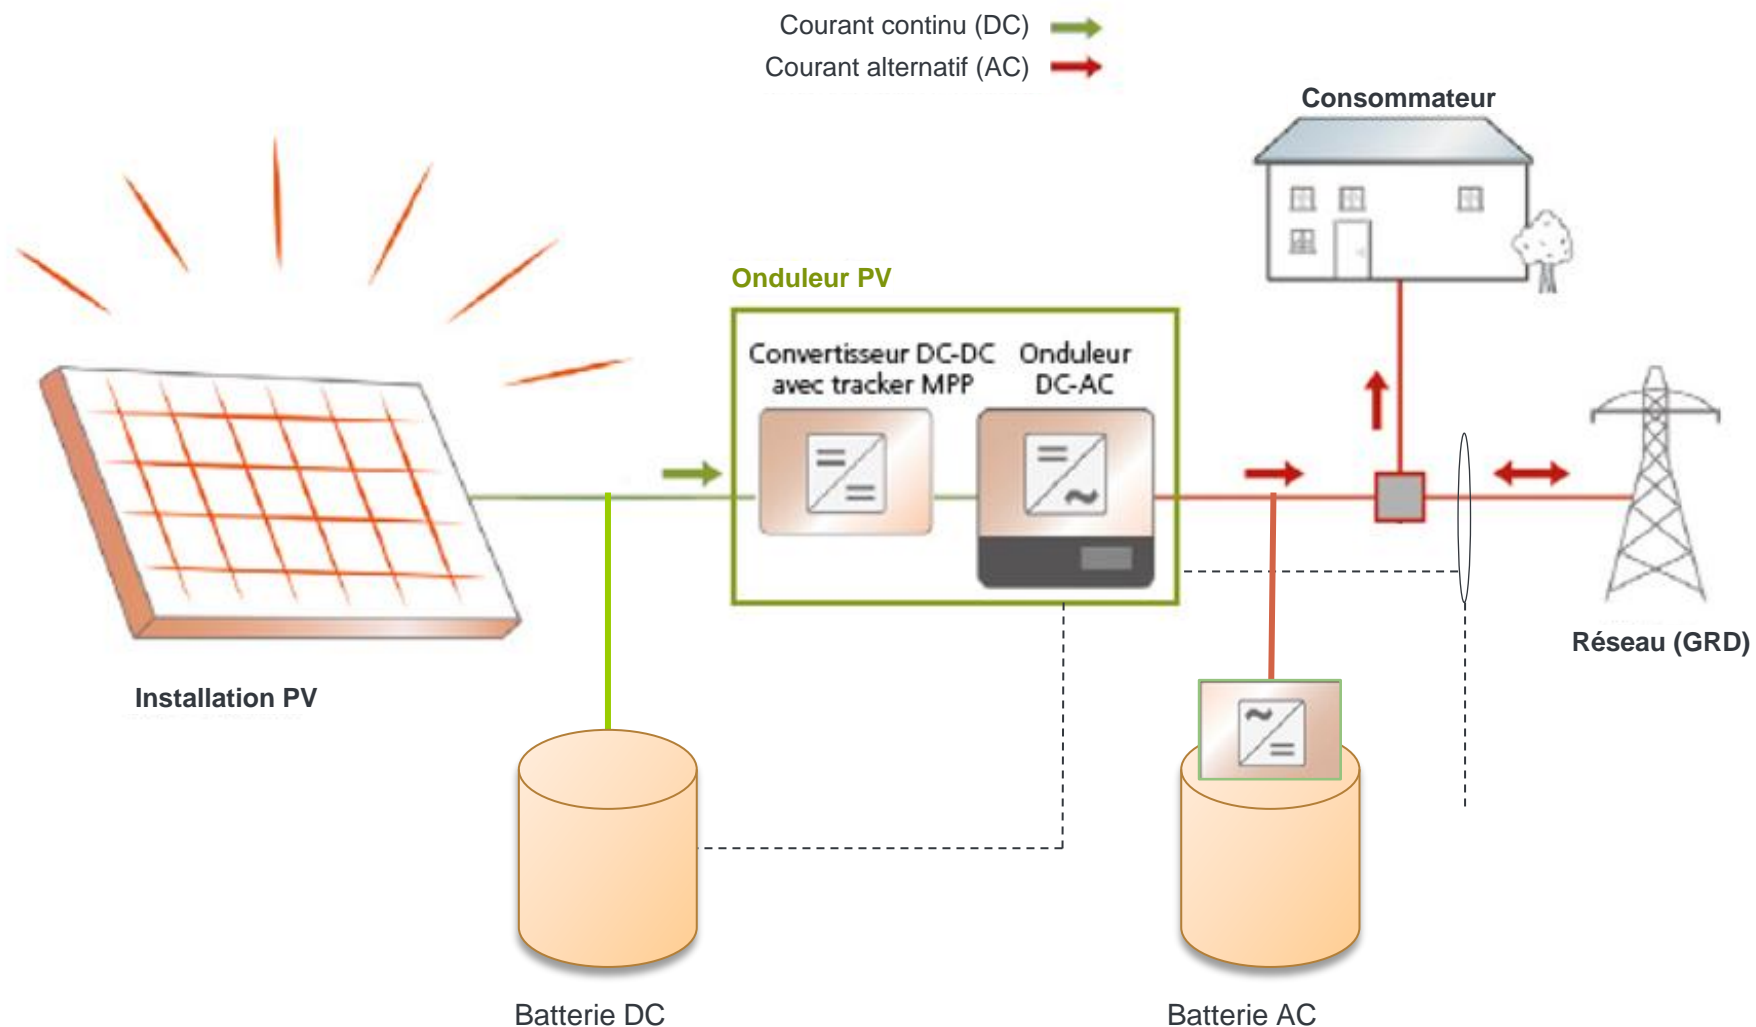 Courant continu (DC)
Courant alternatif (AC)
Consommateur
Onduleur PV
Convertisseur DC-DC
avec tracker MPP
Onduleur
DC-AC
Réseau (GRD)
Installation PV
Batterie DC
Batterie AC